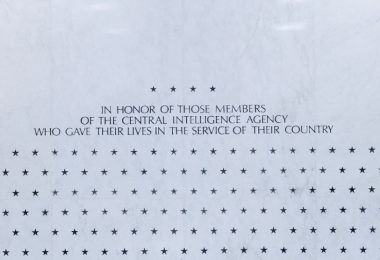 IN HONOR OF THOSE MEMBERS
OF THE CENTRAL INTELLIGENCE AGENCY
WHO GAVE THEIR LIVES IN THE SERVICE OF THEIR COUNTRY